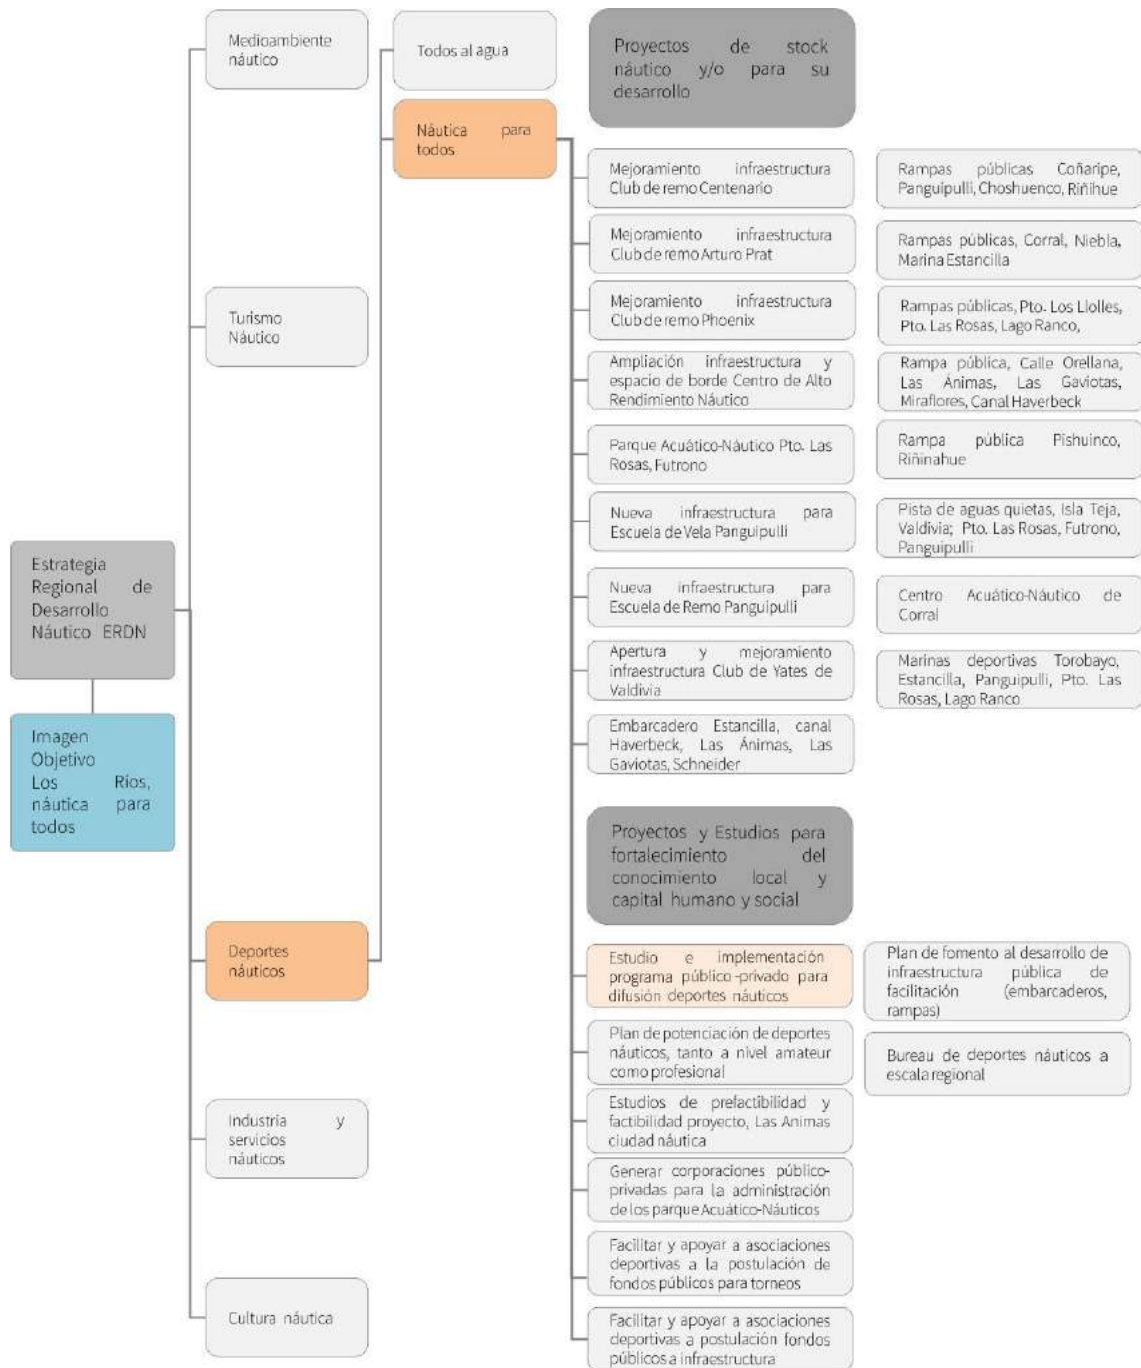 Estrategia
Regional de
Desarrollo
Náutico ERDN
Imagen
Objetivo
Los Ríos,
náutica para
todos
Medioambiente
náutico
Turismo
Náutico
Deportes
náuticos
Industria y
servicios
náuticos
Cultura náutica
Todos al agua
Náutica para
todos
Proyectos de stock
náutico y/o para su
desarrollo
Mejoramiento infraestructura
Club de remo Centenario
Mejoramiento infraestructura
Club de remo Arturo Prat
Mejoramiento infraestructura
Club de remo Phoenix
Ampliación infraestructura y
espacio de borde Centro de Alto
Rendimiento Náutico
Parque Acuático-Náutico Pto. Las
Rosas, Futrono
Nueva infraestructura para
Escuela de Vela Panguipulli
Nueva infraestructura para
Escuela de Remo Panguipulli
Apertura y mejoramiento
infraestructura Club de Yates de
Valdivia
Embarcadero Estancilla, canal
Haverbeck, Las Ánimas, Las
Gaviotas, Schneider
Rampas públicas Coñaripe,
Panguipulli, Choshuenco, Riñihue
Rampas públicas, Corral, Niebla,
Marina Estancilla
Rampas públicas, Pto. Los Llolles,
Pto. Las Rosas, Lago Ranco,
Rampa pública, Calle Orellana,
Las Ánimas, Las Gaviotas,
Miraflores, Canal Haverbeck
Rampa pública Pishuinco,
Riñinahue
Pista de aguas quietas, Isla Teja,
Valdivia; Pto. Las Rosas, Futrono,
Panguipulli
Centro Acuático-Náutico de
Corral
Marinas deportivas Torobayo,
Estancilla, Panguipulli, Pto. Las
Rosas, Lago Ranco
Proyectos y Estudios para
fortalecimiento del
conocimiento local y
capital humano y social
Estudio e implementación
programa público-privado para
difusión deportes náuticos
Plan de potenciación de deportes
náuticos, tanto a nivel amateur
como profesional
Estudios de prefactibilidad y
factibilidad proyecto, Las Animas
ciudad náutica
Generar corporaciones público-
privadas para la administración
de los parque Acuático-Náuticos
Facilitar y apoyar a asociaciones
deportivas a la postulación de
fondos públicos para torneos
Facilitar y apoyar a asociaciones
deportivas a postulación fondos
públicos a infraestructura
Plan de fomento al desarrollo de
infraestructura pública de
facilitación (embarcaderos,
rampas)
Bureau de deportes náuticos a
escala regional